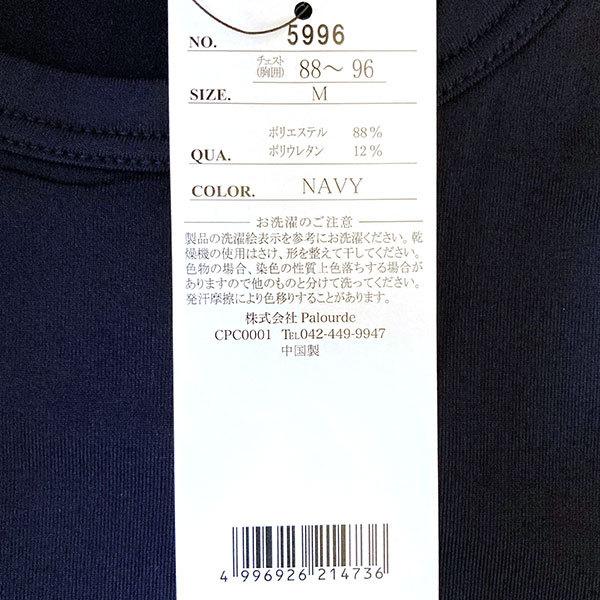 NO. 5996
チェスト(胸囲) 88〜96
SIZE. M
ポリエステル 88%
QUA. ポリウレタン 12%
COLOR. NAVY
お洗濯のご注意
製品の洗濯絵表示を参考にお洗濯ください。乾
燥機の使用はさけ、形を整えて干してください。
色物の場合、染色の性質上色落ちする場合が
ありますので他のものと分けて洗ってください。
発汗摩擦により色移りすることがあります。
株式会社 Palourde
CPC0001 TEL042-449-9947
中国製
4 996926 214736